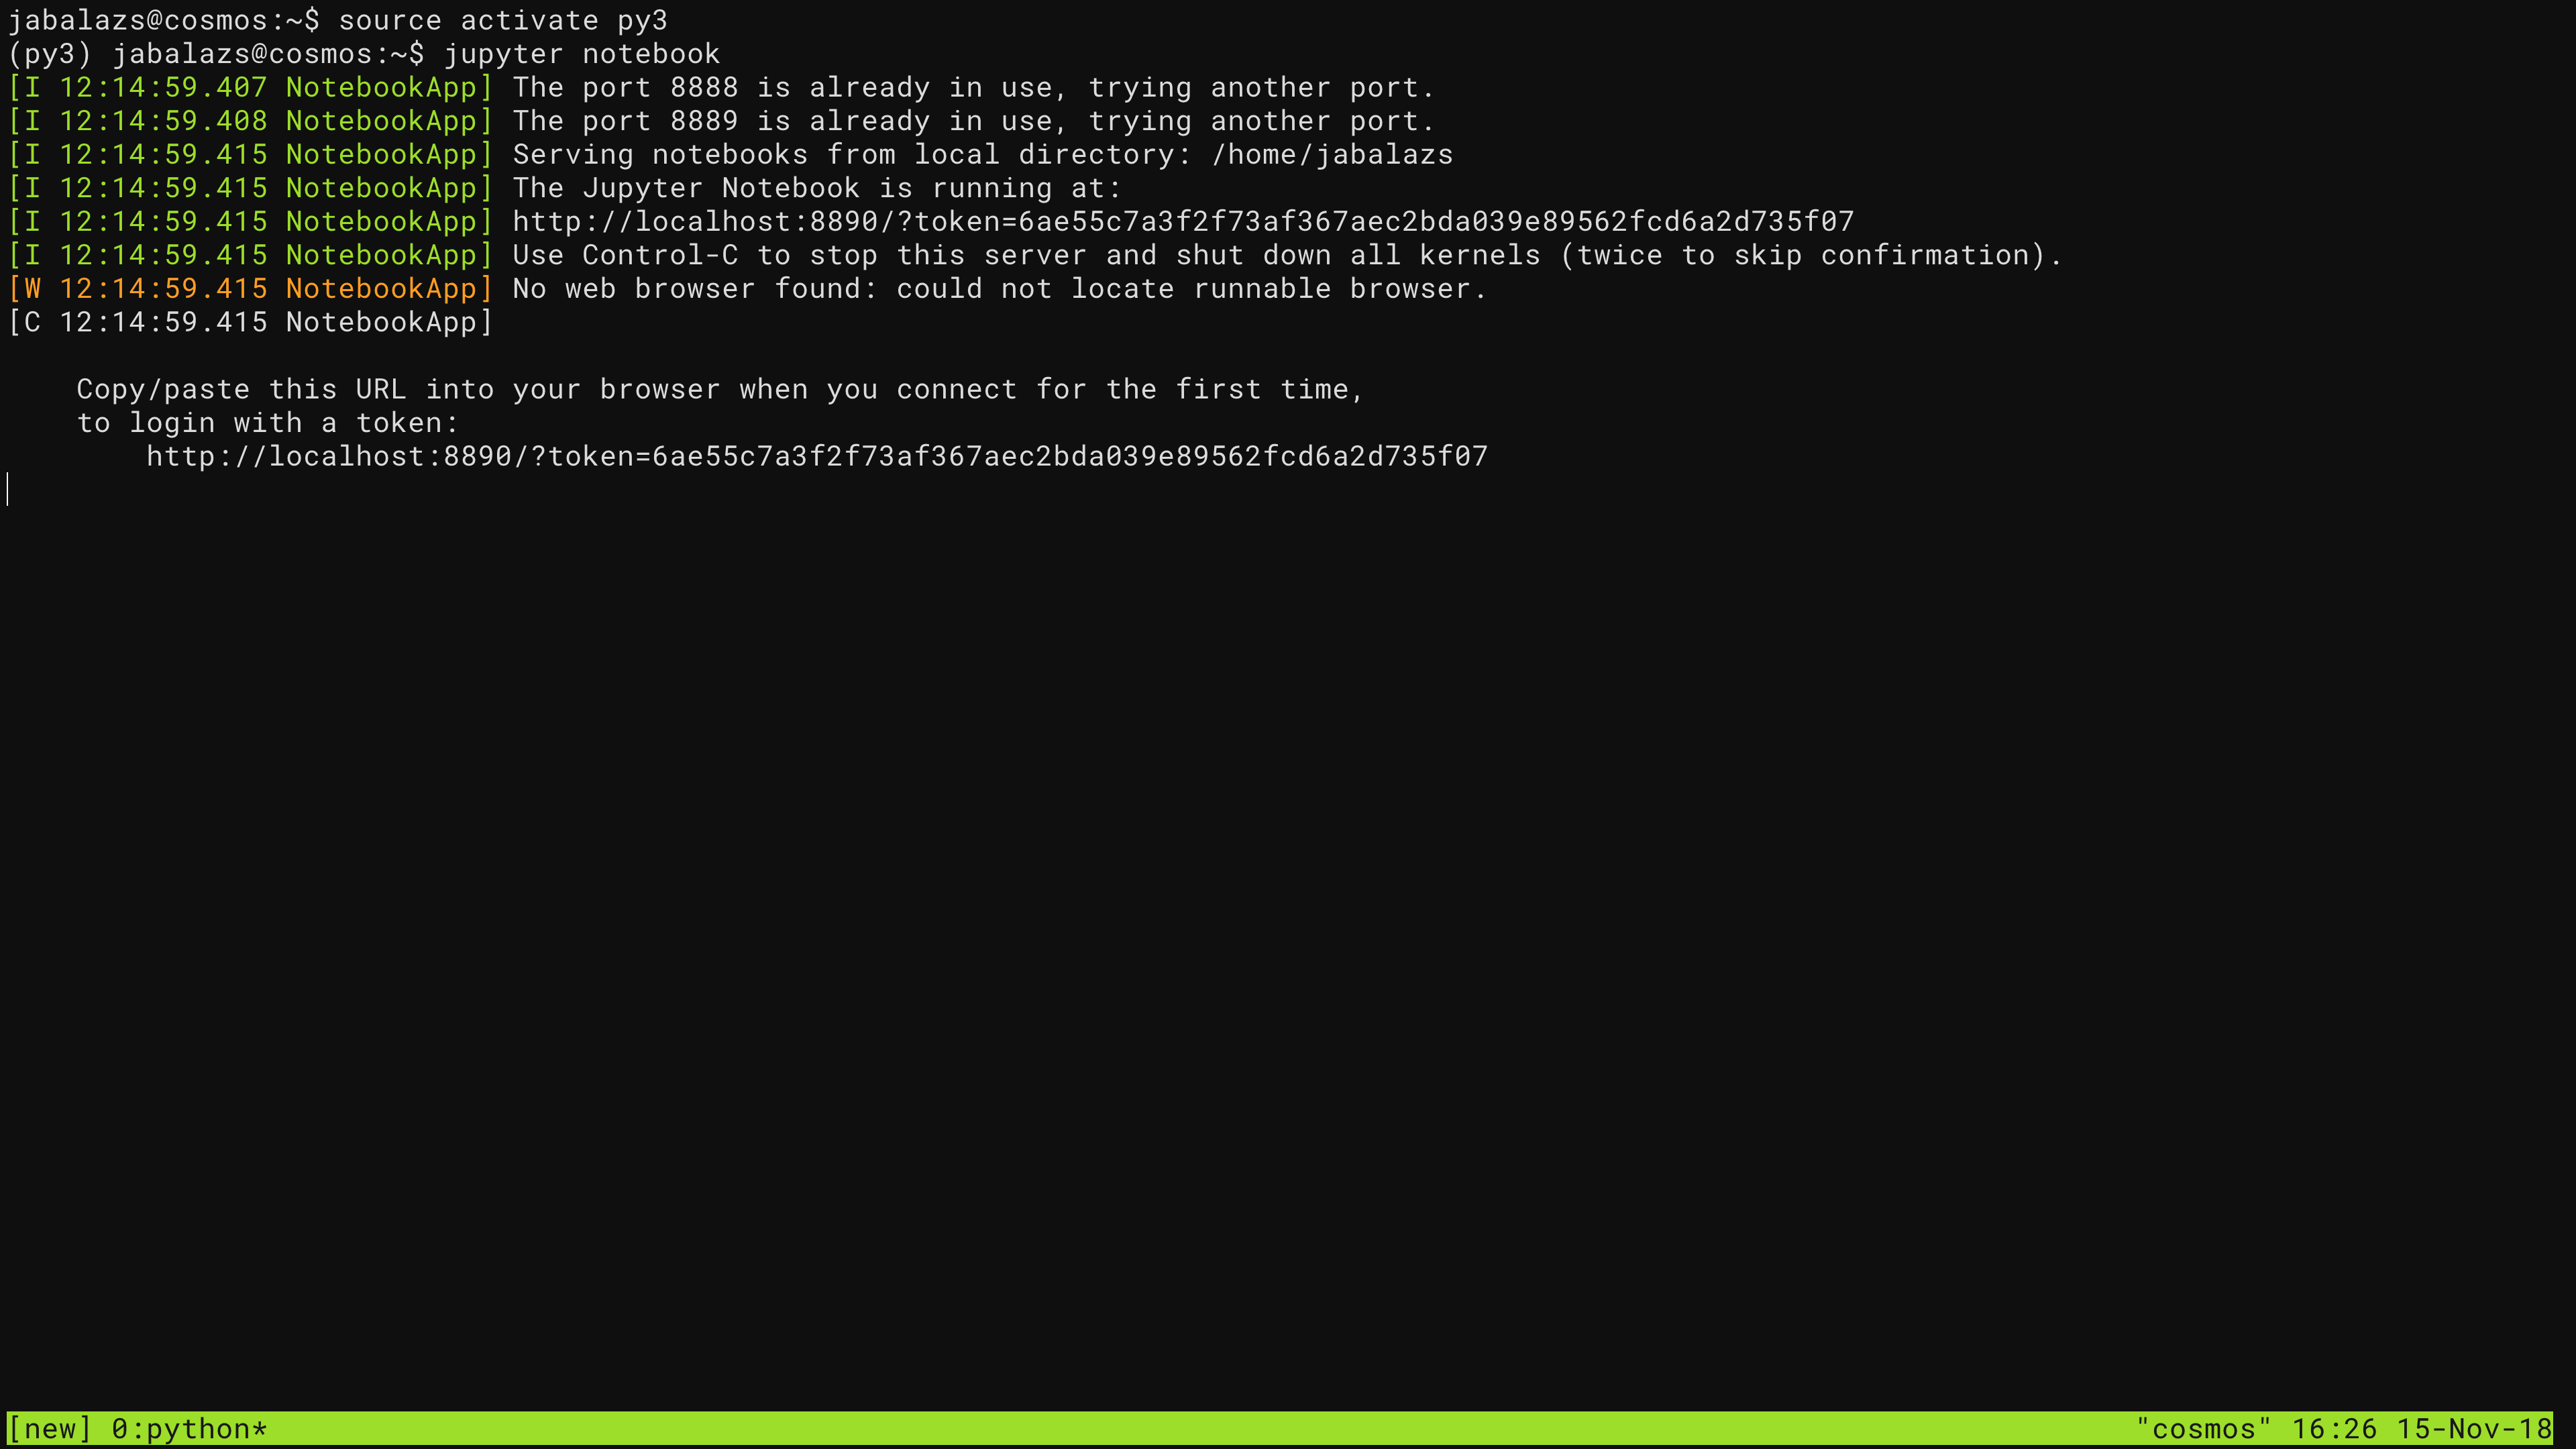 jabalazs@cosmos:~$ source activate py3
(py3) jabalazs@cosmos:~$ jupyter notebook
[I 12:14:59.407 NotebookApp] The port 8888 is already in use, trying another port.
[I 12:14:59.408 NotebookApp] The port 8889 is already in use, trying another port.
[I 12:14:59.415 NotebookApp] Serving notebooks from local directory: /home/jabalazs
[I 12:14:59.415 NotebookApp] The Jupyter Notebook is running at:
[I 12:14:59.415 NotebookApp] http://localhost:8890/?token=6ae55c7a3f2f73af367aec2bda039e89562fcd6a2d735f07
[I 12:14:59.415 NotebookApp] Use Control-C to stop this server and shut down all kernels (twice to skip confirmation).
[W 12:14:59.415 NotebookApp] No web browser found: could not locate runnable browser.
[C 12:14:59.415 NotebookApp]
Copy/paste this URL into your browser when you connect for the first time,
to login with a token:
http://localhost:8890/?token=6ae55c7a3f2f73af367aec2bda039e89562fcd6a2d735f07
[new] 0:python* "cosmos" 16:26 15-Nov-18